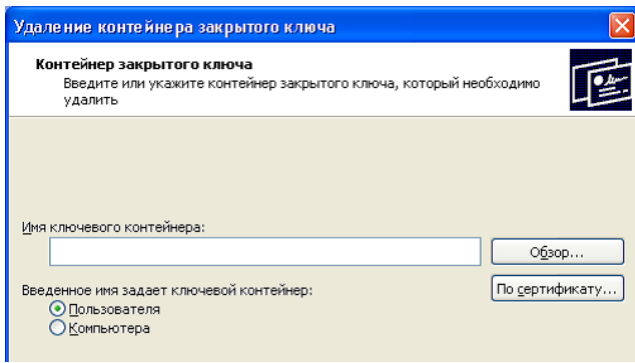 Удаление контейнера закрытого ключа
Контейнер закрытого ключа
Введите или укажите контейнер закрытого ключа, который необходимо
удалить
Имя ключевого контейнера:
Обзор...
Введенное имя задает ключевой контейнер:
По сертификату...
Пользователя
Компьютера